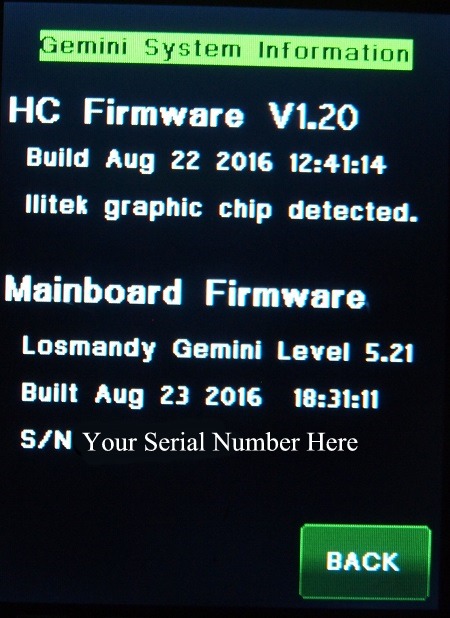 Gemini System Information
HC Firmware V1.20
Build Aug 22 2016 12:41:14
Ilitek graphic chip detected.
Mainboard Firmware
Losmandy Gemini Level 5.21
Built Aug 23 2016 18:31:11
S/N Your Serial Number Here
BACK